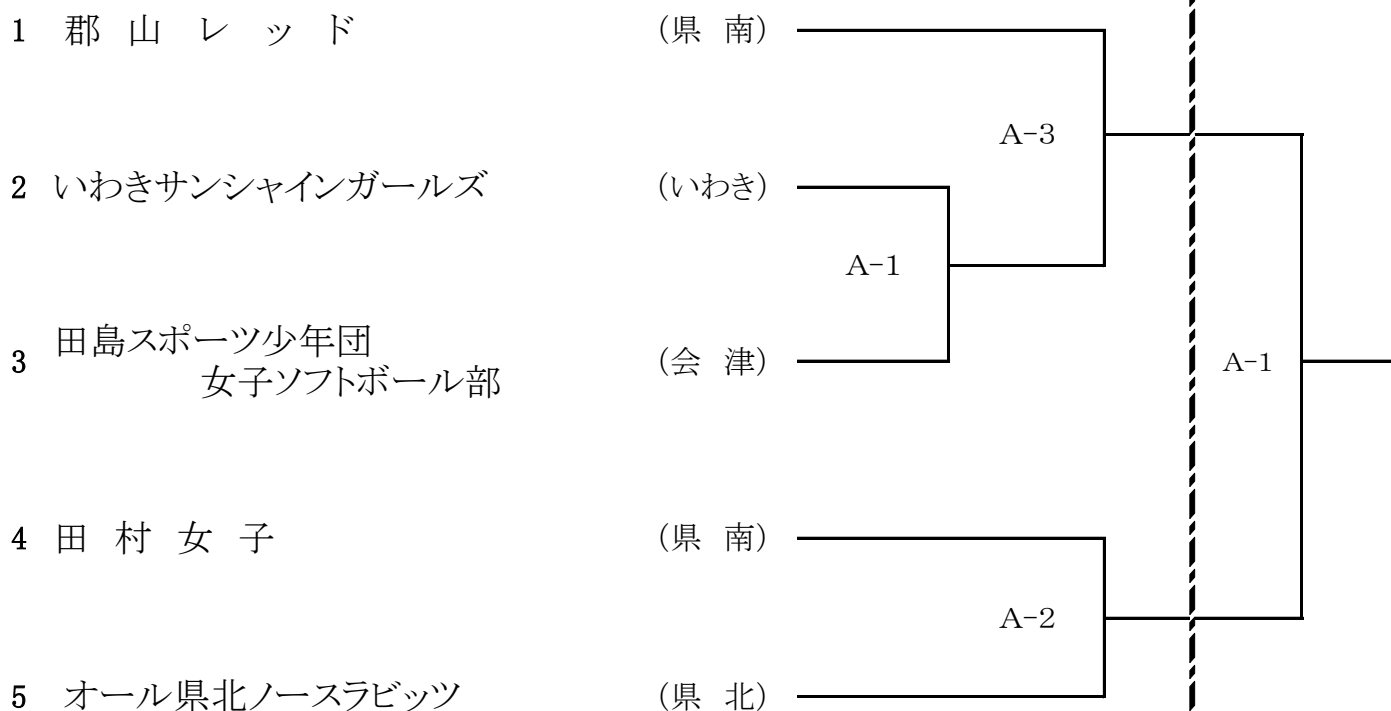 1 郡 山 レ ッ ド (県 南)
A-3
2 いわきサンシャインガールズ (いわき)
A-1
3 田島スポーツ少年団
女子ソフトボール部 (会 津)
A-1
4 田 村 女 子 (県 南)
A-2
5 オール県北ノースラビッツ (県 北)